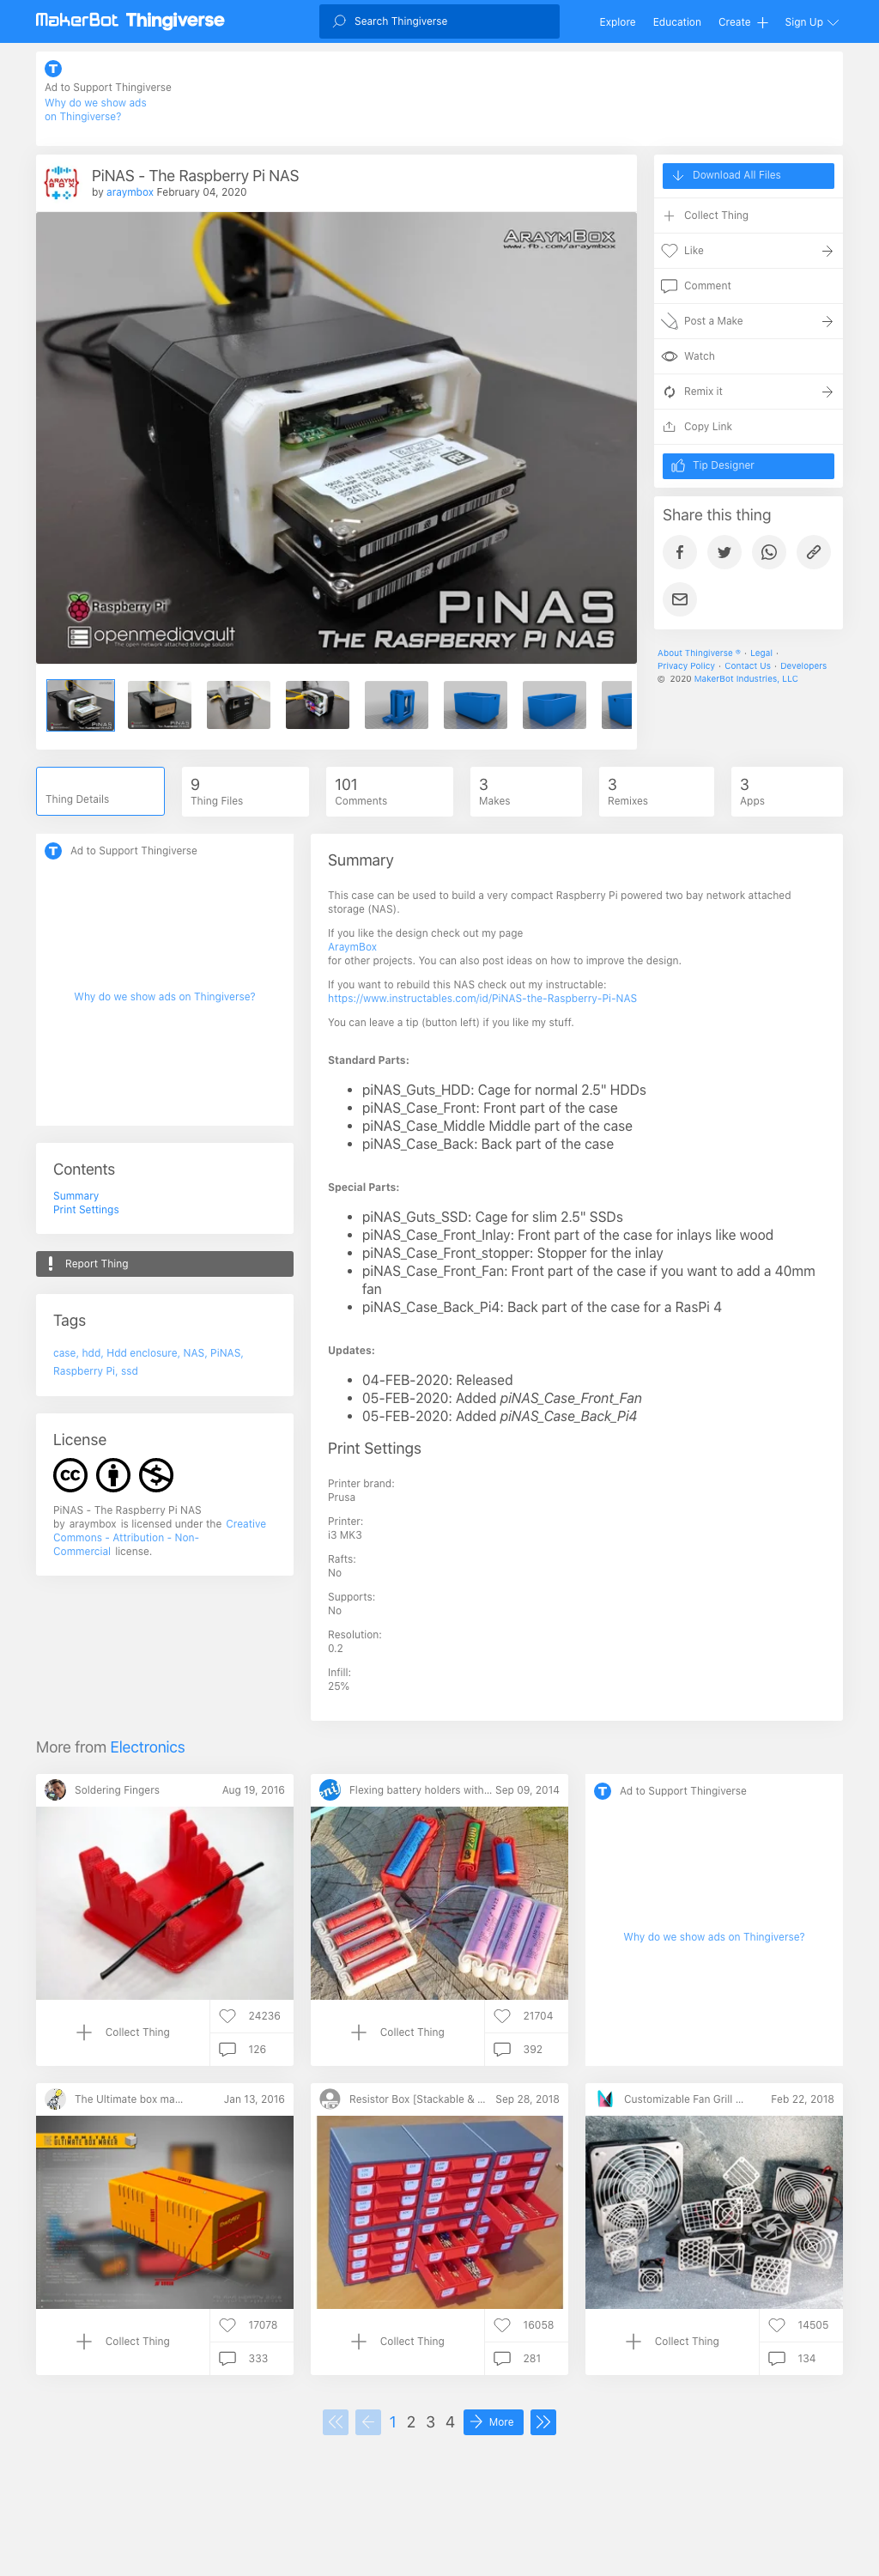 MakerBot Thingiverse
Search Thingiverse
Explore
Education
Create
Sign Up
Ad to Support Thingiverse
Why do we show ads
on Thingiverse?
PiNAS - The Raspberry Pi NAS
by araymbox February 04, 2020
ARAYMBOX
www.fb.com/araymbox
Raspberry Pi
openmediavault
PiNAS
THE RASPBERRY PI NAS
Download All Files
Collect Thing
Like
Comment
Post a Make
Watch
Remix it
Copy Link
Tip Designer
Share this thing
About Thingiverse ® · Legal ·
Privacy Policy · Contact Us · Developers
© 2020 MakerBot Industries, LLC
Thing Details
9
Thing Files
101
Comments
3
Makes
3
Remixes
3
Apps
Ad to Support Thingiverse
Why do we show ads on Thingiverse?
Contents
Summary
Print Settings
Report Thing
Tags
case, hdd, Hdd enclosure, NAS, PiNAS,
Raspberry Pi, ssd
License
PiNAS - The Raspberry Pi NAS
by araymbox is licensed under the Creative
Commons - Attribution - Non-
Commercial license.
Summary
This case can be used to build a very compact Raspberry Pi powered two bay network attached
storage (NAS).
If you like the design check out my page
AraymBox
for other projects. You can also post ideas on how to improve the design.
If you want to rebuild this NAS check out my instructable:
https://www.instructables.com/id/PiNAS-the-Raspberry-Pi-NAS
You can leave a tip (button left) if you like my stuff.
Standard Parts:
• piNAS_Guts_HDD: Cage for normal 2.5" HDDs
• piNAS_Case_Front: Front part of the case
• piNAS_Case_Middle Middle part of the case
• piNAS_Case_Back: Back part of the case
Special Parts:
• piNAS_Guts_SSD: Cage for slim 2.5" SSDs
• piNAS_Case_Front_Inlay: Front part of the case for inlays like wood
• piNAS_Case_Front_stopper: Stopper for the inlay
• piNAS_Case_Front_Fan: Front part of the case if you want to add a 40mm
fan
• piNAS_Case_Back_Pi4: Back part of the case for a RasPi 4
Updates:
• 04-FEB-2020: Released
• 05-FEB-2020: Added piNAS_Case_Front_Fan
• 05-FEB-2020: Added piNAS_Case_Back_Pi4
Print Settings
Printer brand:
Prusa
Printer:
i3 MK3
Rafts:
No
Supports:
No
Resolution:
0.2
Infill:
25%
More from Electronics
Soldering Fingers
Aug 19, 2016
Collect Thing
24236
126
Flexing battery holders with...
Sep 09, 2014
Collect Thing
21704
392
Ad to Support Thingiverse
Why do we show ads on Thingiverse?
The Ultimate box ma...
Jan 13, 2016
ULTIMATE BOX MAKER
Collect Thing
17078
333
Resistor Box [Stackable & ...
Sep 28, 2018
Collect Thing
16058
281
Customizable Fan Grill ...
Feb 22, 2018
Collect Thing
14505
134
1 2 3 4
More